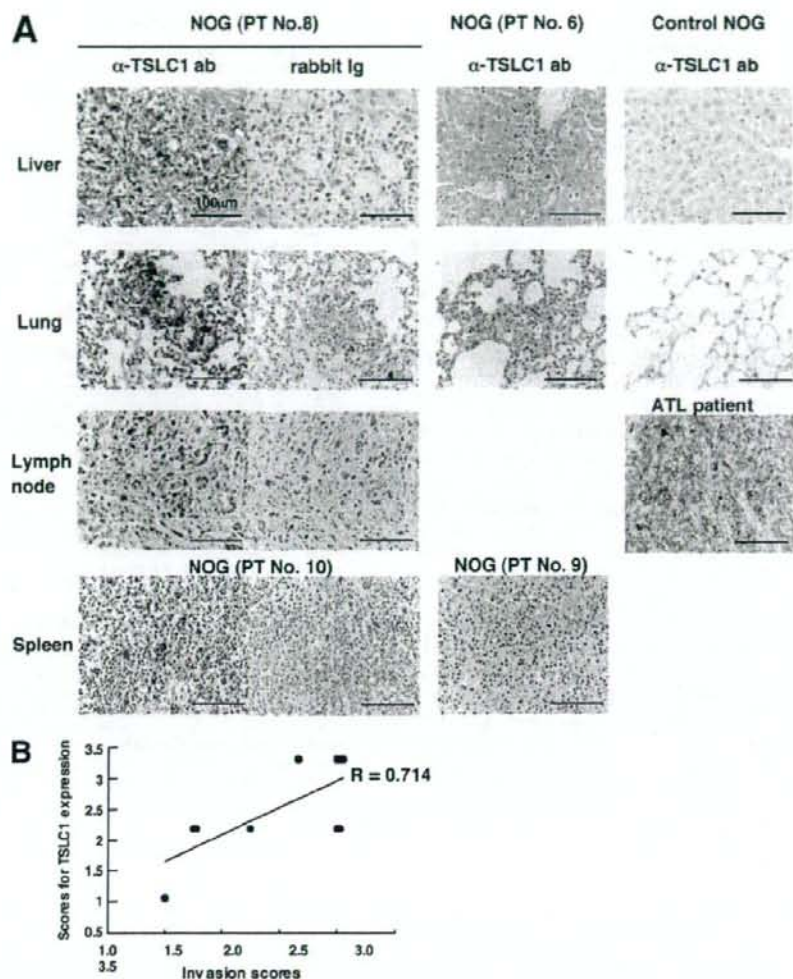 A
NOG (PT No.8) NOG (PT No. 6) Control NOG
α-TSLC1 ab rabbit Ig α-TSLC1 ab α-TSLC1 ab
Liver
100μm
Lung
ATL patient
Lymph
node
NOG (PT No. 10) NOG (PT No. 9)
Spleen
B
Scores for TSLC1 expression
3.5
3
2.5
2
1.5
1
0.5
R = 0.714
1.0 1.5 2.0 2.5 3.0
3.5
Invasion scores